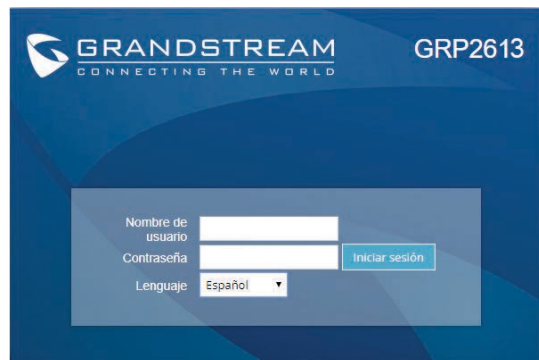 GRANDSTREAM
CONNECTING THE WORLD
GRP2613
Nombre de
usuario
Contraseña
Iniciar sesión
Lenguaje
Español